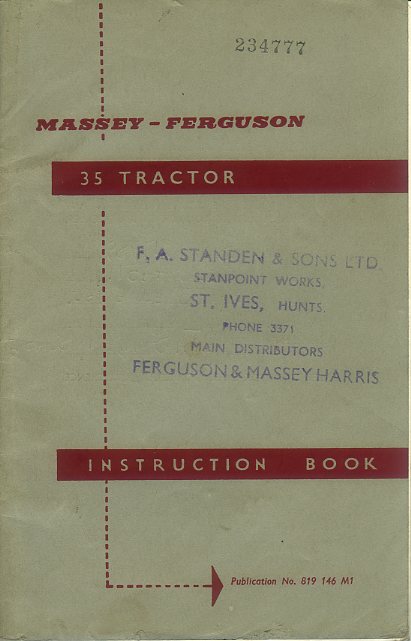 234777
MASSEY-FERGUSON
35 TRACTOR
F. A. STANDEN & SONS LTD
STANPOINT WORKS,
ST. IVES, HUNTS.
PHONE 3371
MAIN DISTRIBUTORS
FERGUSON & MASSEY HARRIS
INSTRUCTION BOOK
Publication No. 819 146 M1